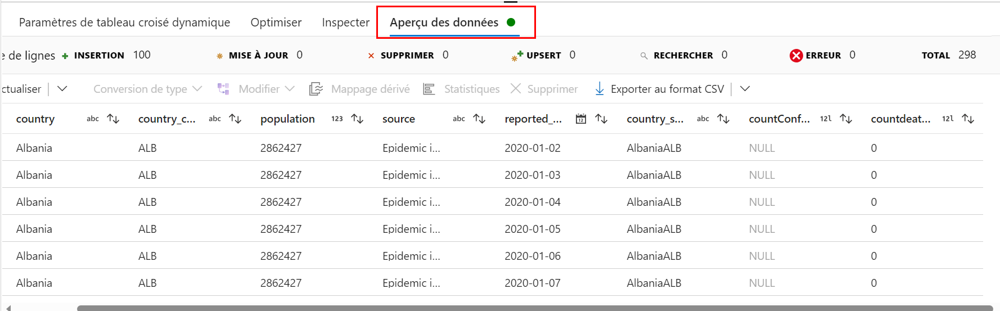 Paramètres de tableau croisé dynamique Optimiser Inspecter Aperçu des données
e de lignes INSERTION 100 MISE À JOUR 0 SUPPRIMER 0 UPSERT 0 RECHERCHER 0 ERREUR 0 TOTAL 298
ctualiser Conversion de type Modifier Mappage dérivé Statistiques Supprimer Exporter au format CSV
country abc country_c... abc population 123 source abc reported_... 12 country_s... abc countConf... 12l countdeat... 12l
Albania ALB 2862427 Epidemic i... 2020-01-02 AlbaniaALB NULL 0
Albania ALB 2862427 Epidemic i... 2020-01-03 AlbaniaALB NULL 0
Albania ALB 2862427 Epidemic i... 2020-01-04 AlbaniaALB NULL 0
Albania ALB 2862427 Epidemic i... 2020-01-05 AlbaniaALB NULL 0
Albania ALB 2862427 Epidemic i... 2020-01-06 AlbaniaALB NULL 0
Albania ALB 2862427 Epidemic i... 2020-01-07 AlbaniaALB NULL 0